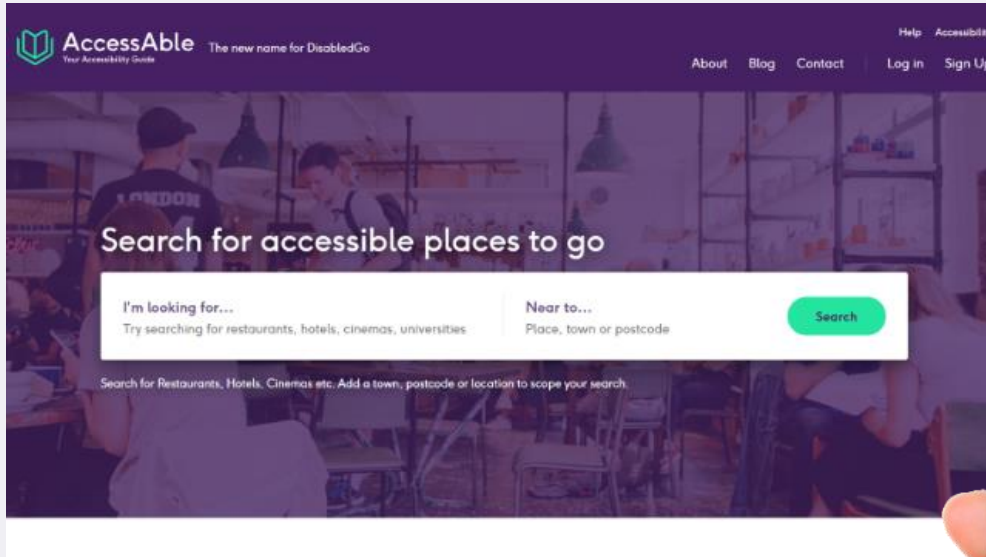 Help
AccessAble
The new name for DisabledGo
Your Accessibility Guide
About Blog Contact Log in
LONDON
Search for accessible places to go
I'm looking for...
Near to...
Search
Try searching for restaurants, hotels, cinemas, universities
Place, town or postcode
Search for Restaurants, Hotels, Cinemas etc. Add a town, postcode or location to scope your search.